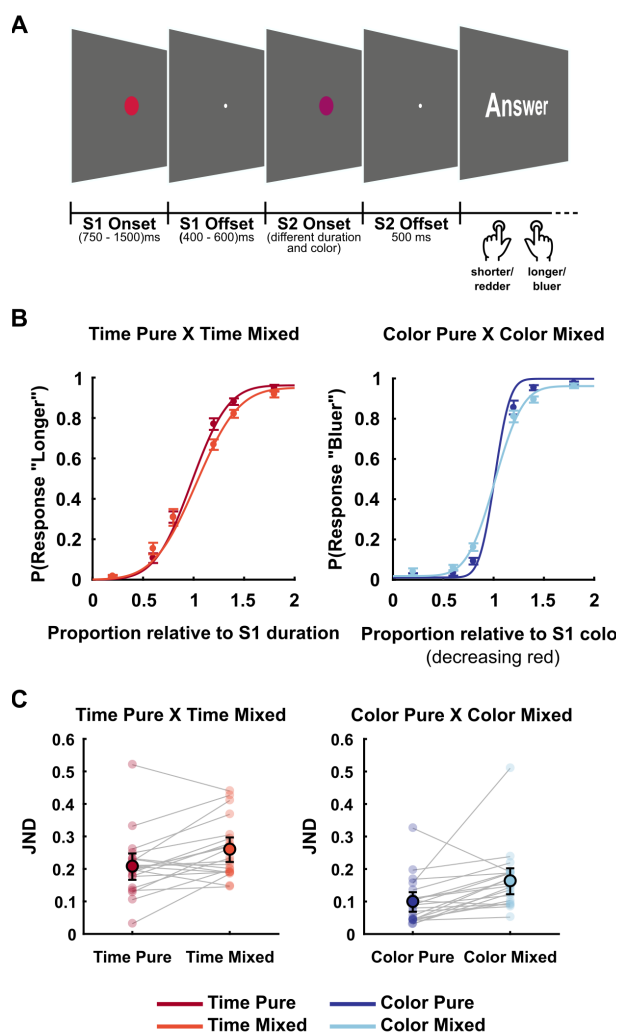 A
Answer
S1 Onset
(750 - 1500)ms
S1 Offset
(400 - 600)ms
S2 Onset
(different duration
and color)
S2 Offset
500 ms
shorter/
redder
longer/
bluer
B
Time Pure X Time Mixed
P(Response "Longer")
1
0.8
0.6
0.4
0.2
0
0 0.5 1 1.5 2
Proportion relative to S1 duration
Color Pure X Color Mixed
P(Response "Bluer")
1
0.8
0.6
0.4
0.2
0
0 0.5 1 1.5 2
Proportion relative to S1 colo
(decreasing red)
C
Time Pure X Time Mixed
JND
0.6
0.5
0.4
0.3
0.2
0.1
0
Time Pure Time Mixed
Color Pure X Color Mixed
JND
0.6
0.5
0.4
0.3
0.2
0.1
0
Color Pure Color Mixed
Time Pure
Time Mixed
Color Pure
Color Mixed